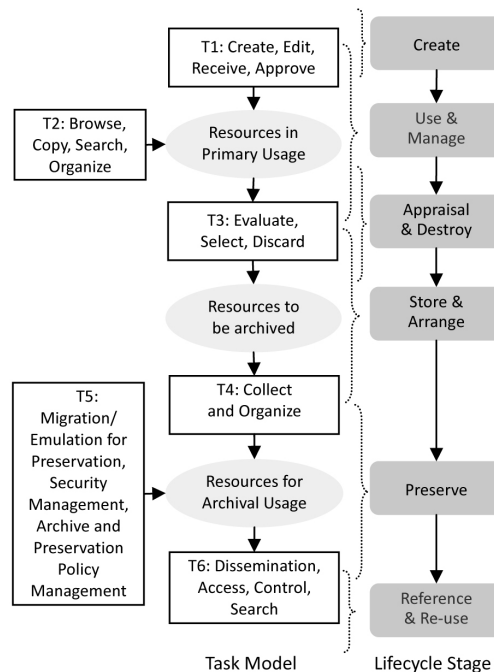 T1: Create, Edit,
Receive, Approve
Create
T2: Browse,
Copy, Search,
Organize
Resources in
Primary Usage
Use &
Manage
T3: Evaluate,
Select, Discard
Appraisal
& Destroy
Resources to
be archived
Store &
Arrange
T4: Collect
and Organize
T5:
Migration/
Emulation for
Preservation,
Security
Management,
Archive and
Preservation
Policy
Management
Resources for
Archival Usage
Preserve
T6: Dissemination,
Access, Control,
Search
Reference
& Re-use
Task Model
Lifecycle Stage